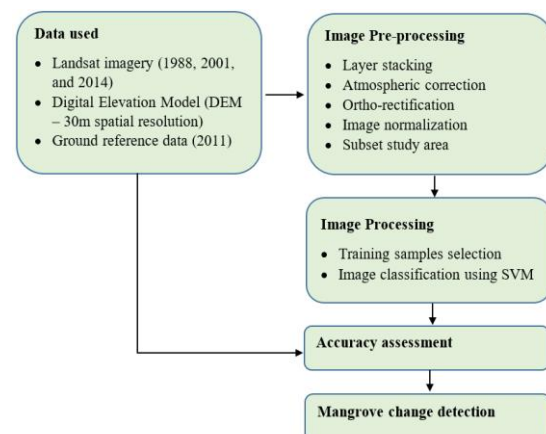 Data used
• Landsat imagery (1988, 2001,
and 2014)
• Digital Elevation Model (DEM
– 30m spatial resolution)
• Ground reference data (2011)
Image Pre-processing
• Layer stacking
• Atmospheric correction
• Ortho-rectification
• Image normalization
• Subset study area
Image Processing
• Training samples selection
• Image classification using SVM
Accuracy assessment
Mangrove change detection